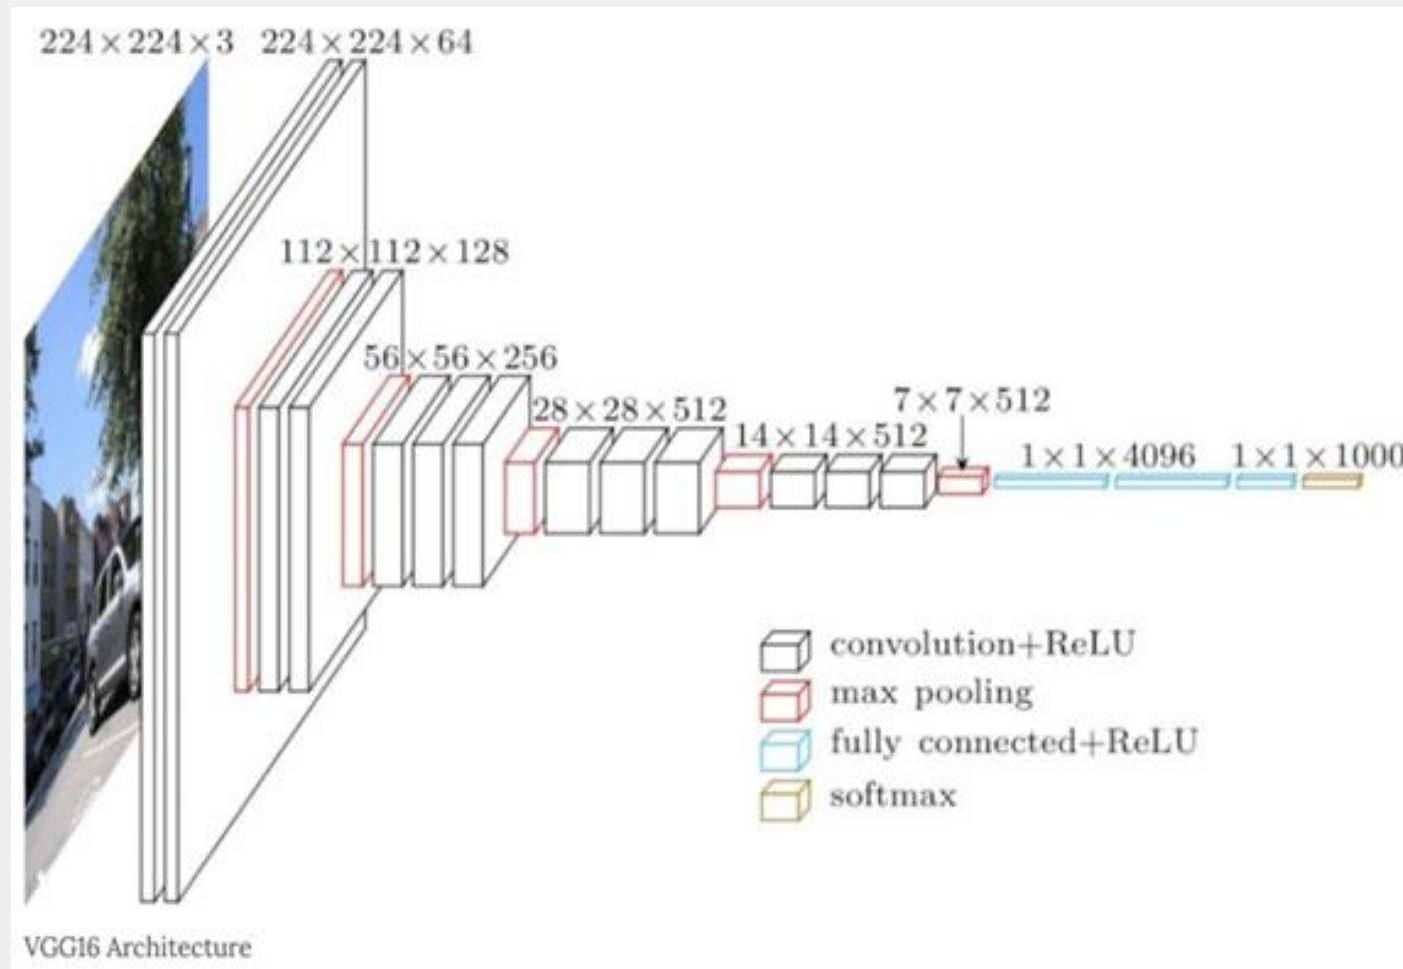 224×224×3
224×224×64
112×112×128
56×56×256
28×28×512
14×14×512
7×7×512
1×1×4096
1×1×1000
convolution+ReLU
max pooling
fully connected+ReLU
softmax
VGG16 Architecture